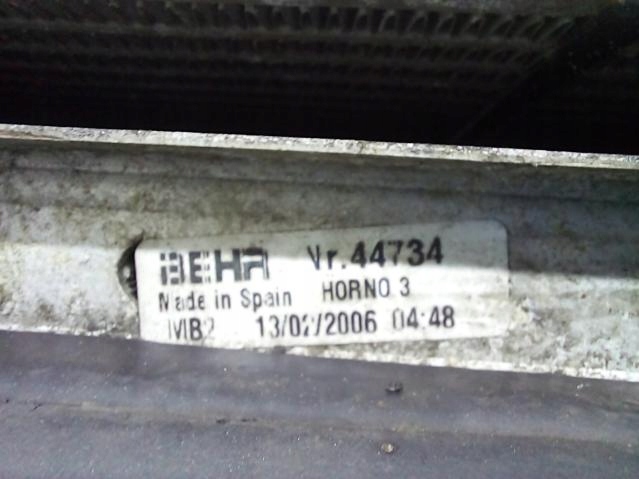 BEHR Vr.44734
Made in Spain HORNO 3
MB2 13/02/2006 04:48